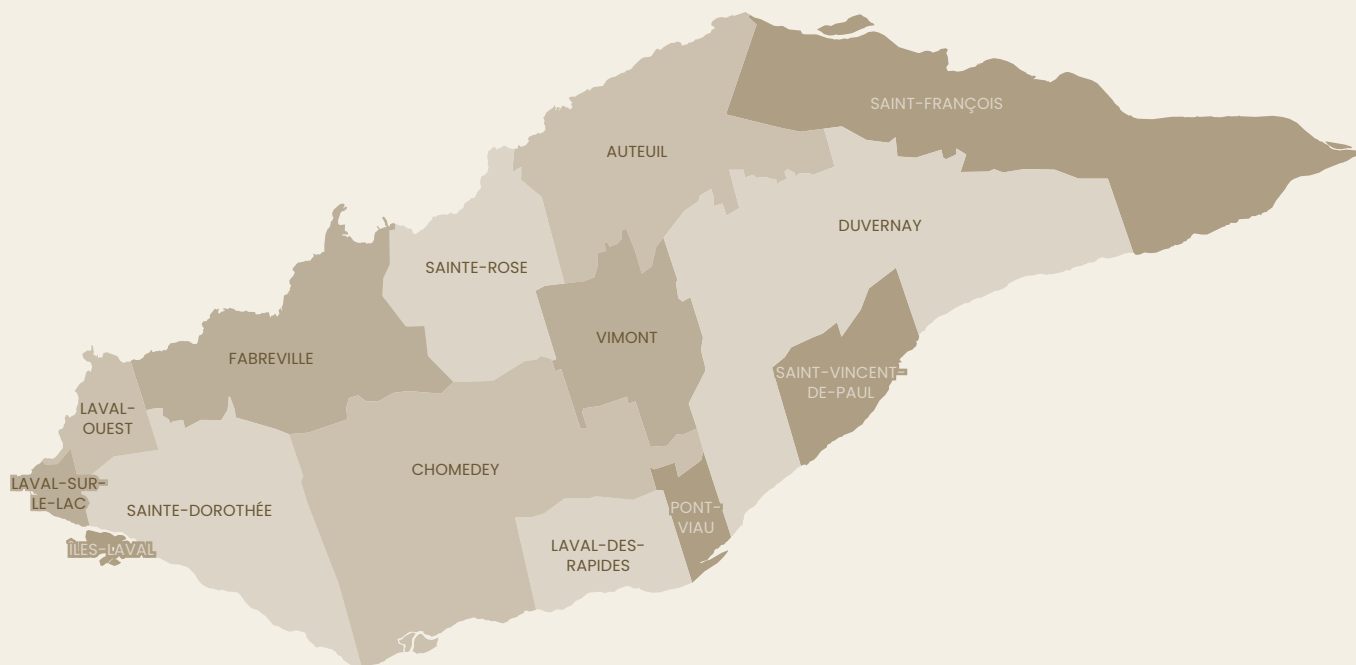 SAINT-FRANÇOIS
AUTEUIL
DUVERNAY
SAINTE-ROSE
VIMONT
FABREVILLE
SAINT-VINCENT-
DE-PAUL
LAVAL-
OUEST
CHOMEDEY
LAVAL-SUR-
LE-LAC
SAINTE-DOROTHÉE
PONT-
VIAU
ÎLES-LAVAL
LAVAL-DES-
RAPIDES